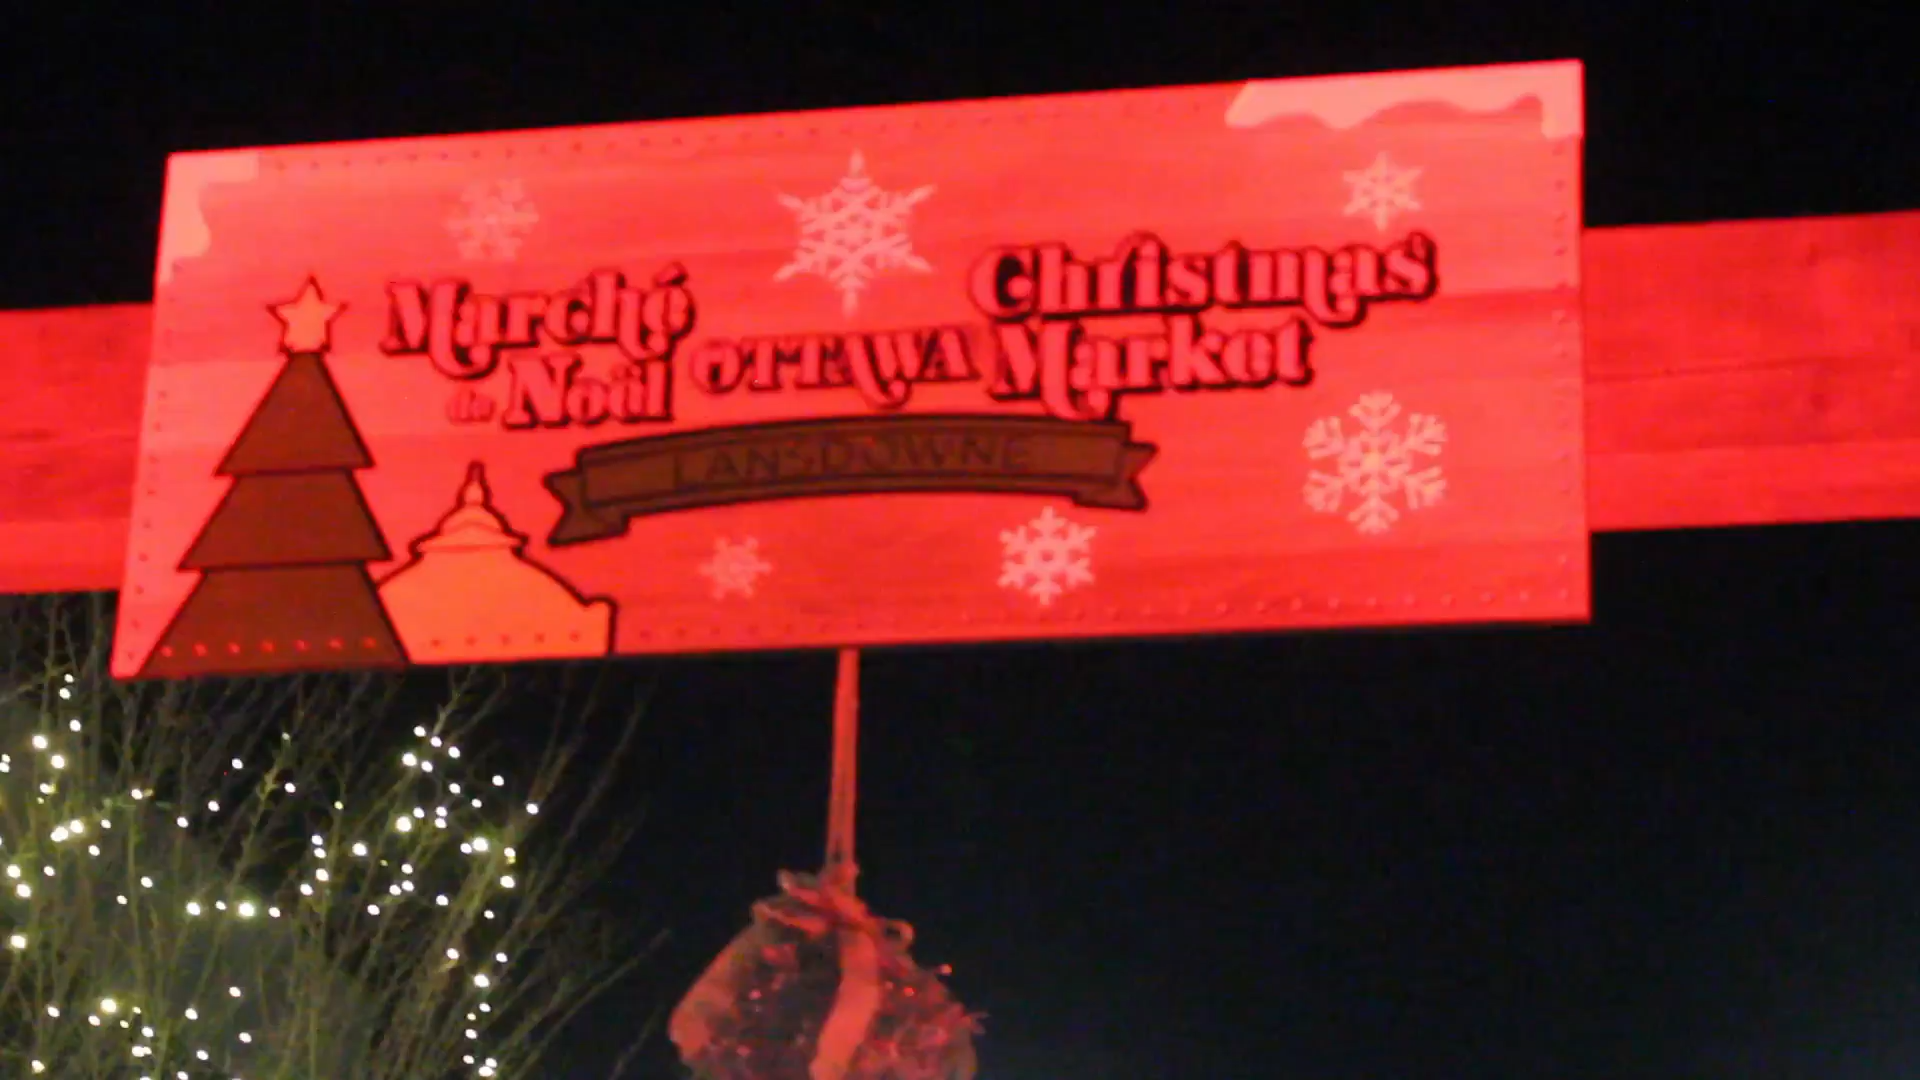 Marché
de Noël
OTTAWA
Christmas
Market
LANSDOWNE